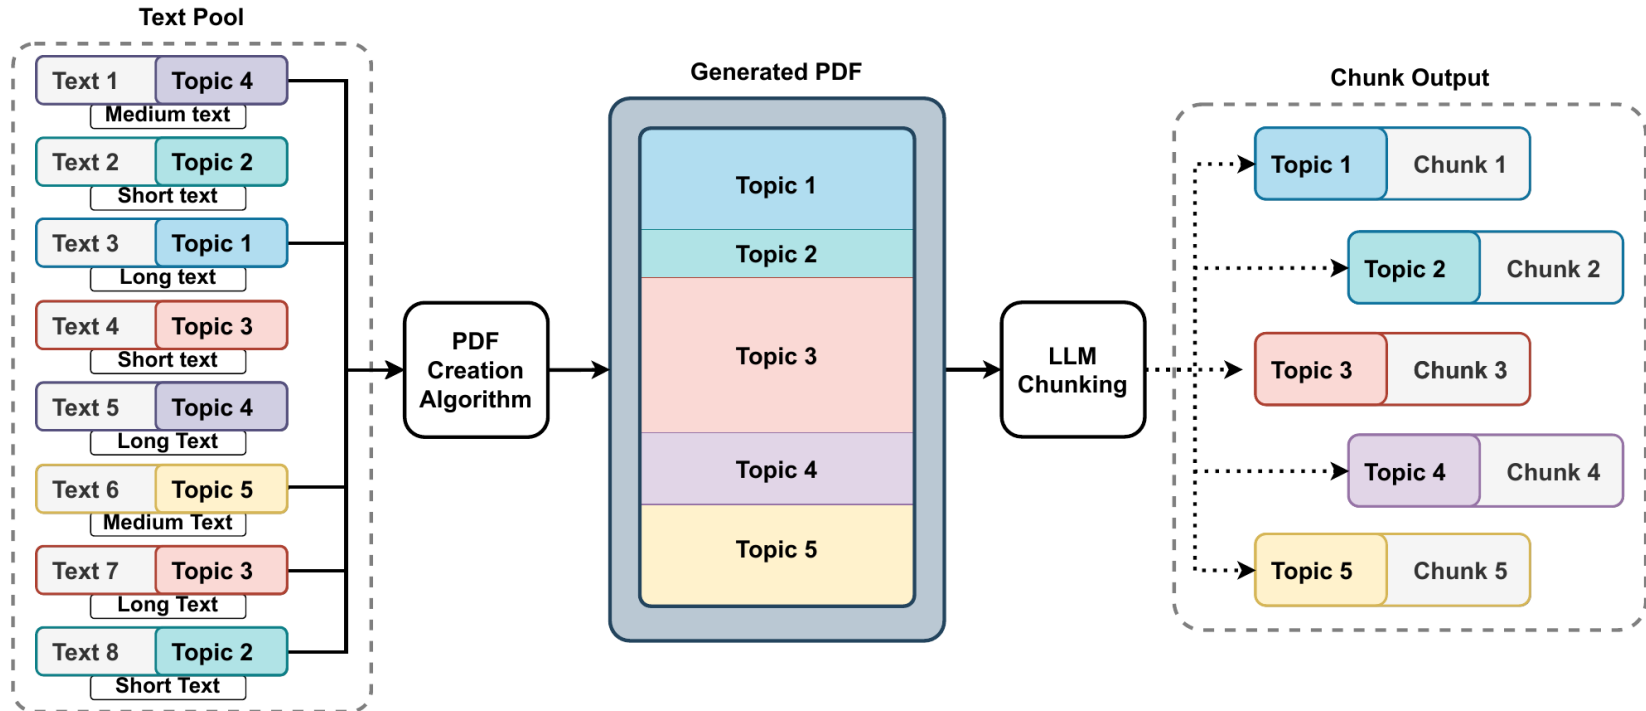 Text Pool
Text 1 Topic 4
Medium text
Text 2 Topic 2
Short text
Text 3 Topic 1
Long text
Text 4 Topic 3
Short text
Text 5 Topic 4
Long Text
Text 6 Topic 5
Medium Text
Text 7 Topic 3
Long Text
Text 8 Topic 2
Short Text
PDF
Creation
Algorithm
Generated PDF
Topic 1
Topic 2
Topic 3
Topic 4
Topic 5
LLM
Chunking
Chunk Output
Topic 1 Chunk 1
Topic 2 Chunk 2
Topic 3 Chunk 3
Topic 4 Chunk 4
Topic 5 Chunk 5